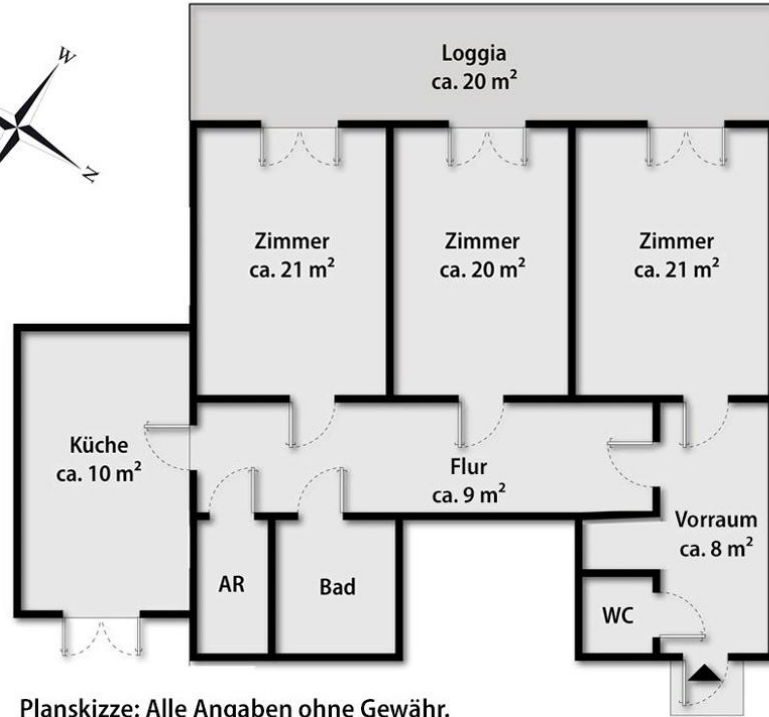 Loggia
ca. 20 m²
W
N
Zimmer
ca. 21 m²
Zimmer
ca. 20 m²
Zimmer
ca. 21 m²
Küche
ca. 10 m²
Flur
ca. 9 m²
Vorraum
ca. 8 m²
AR
Bad
WC
Planskizze: Alle Angaben ohne Gewähr.